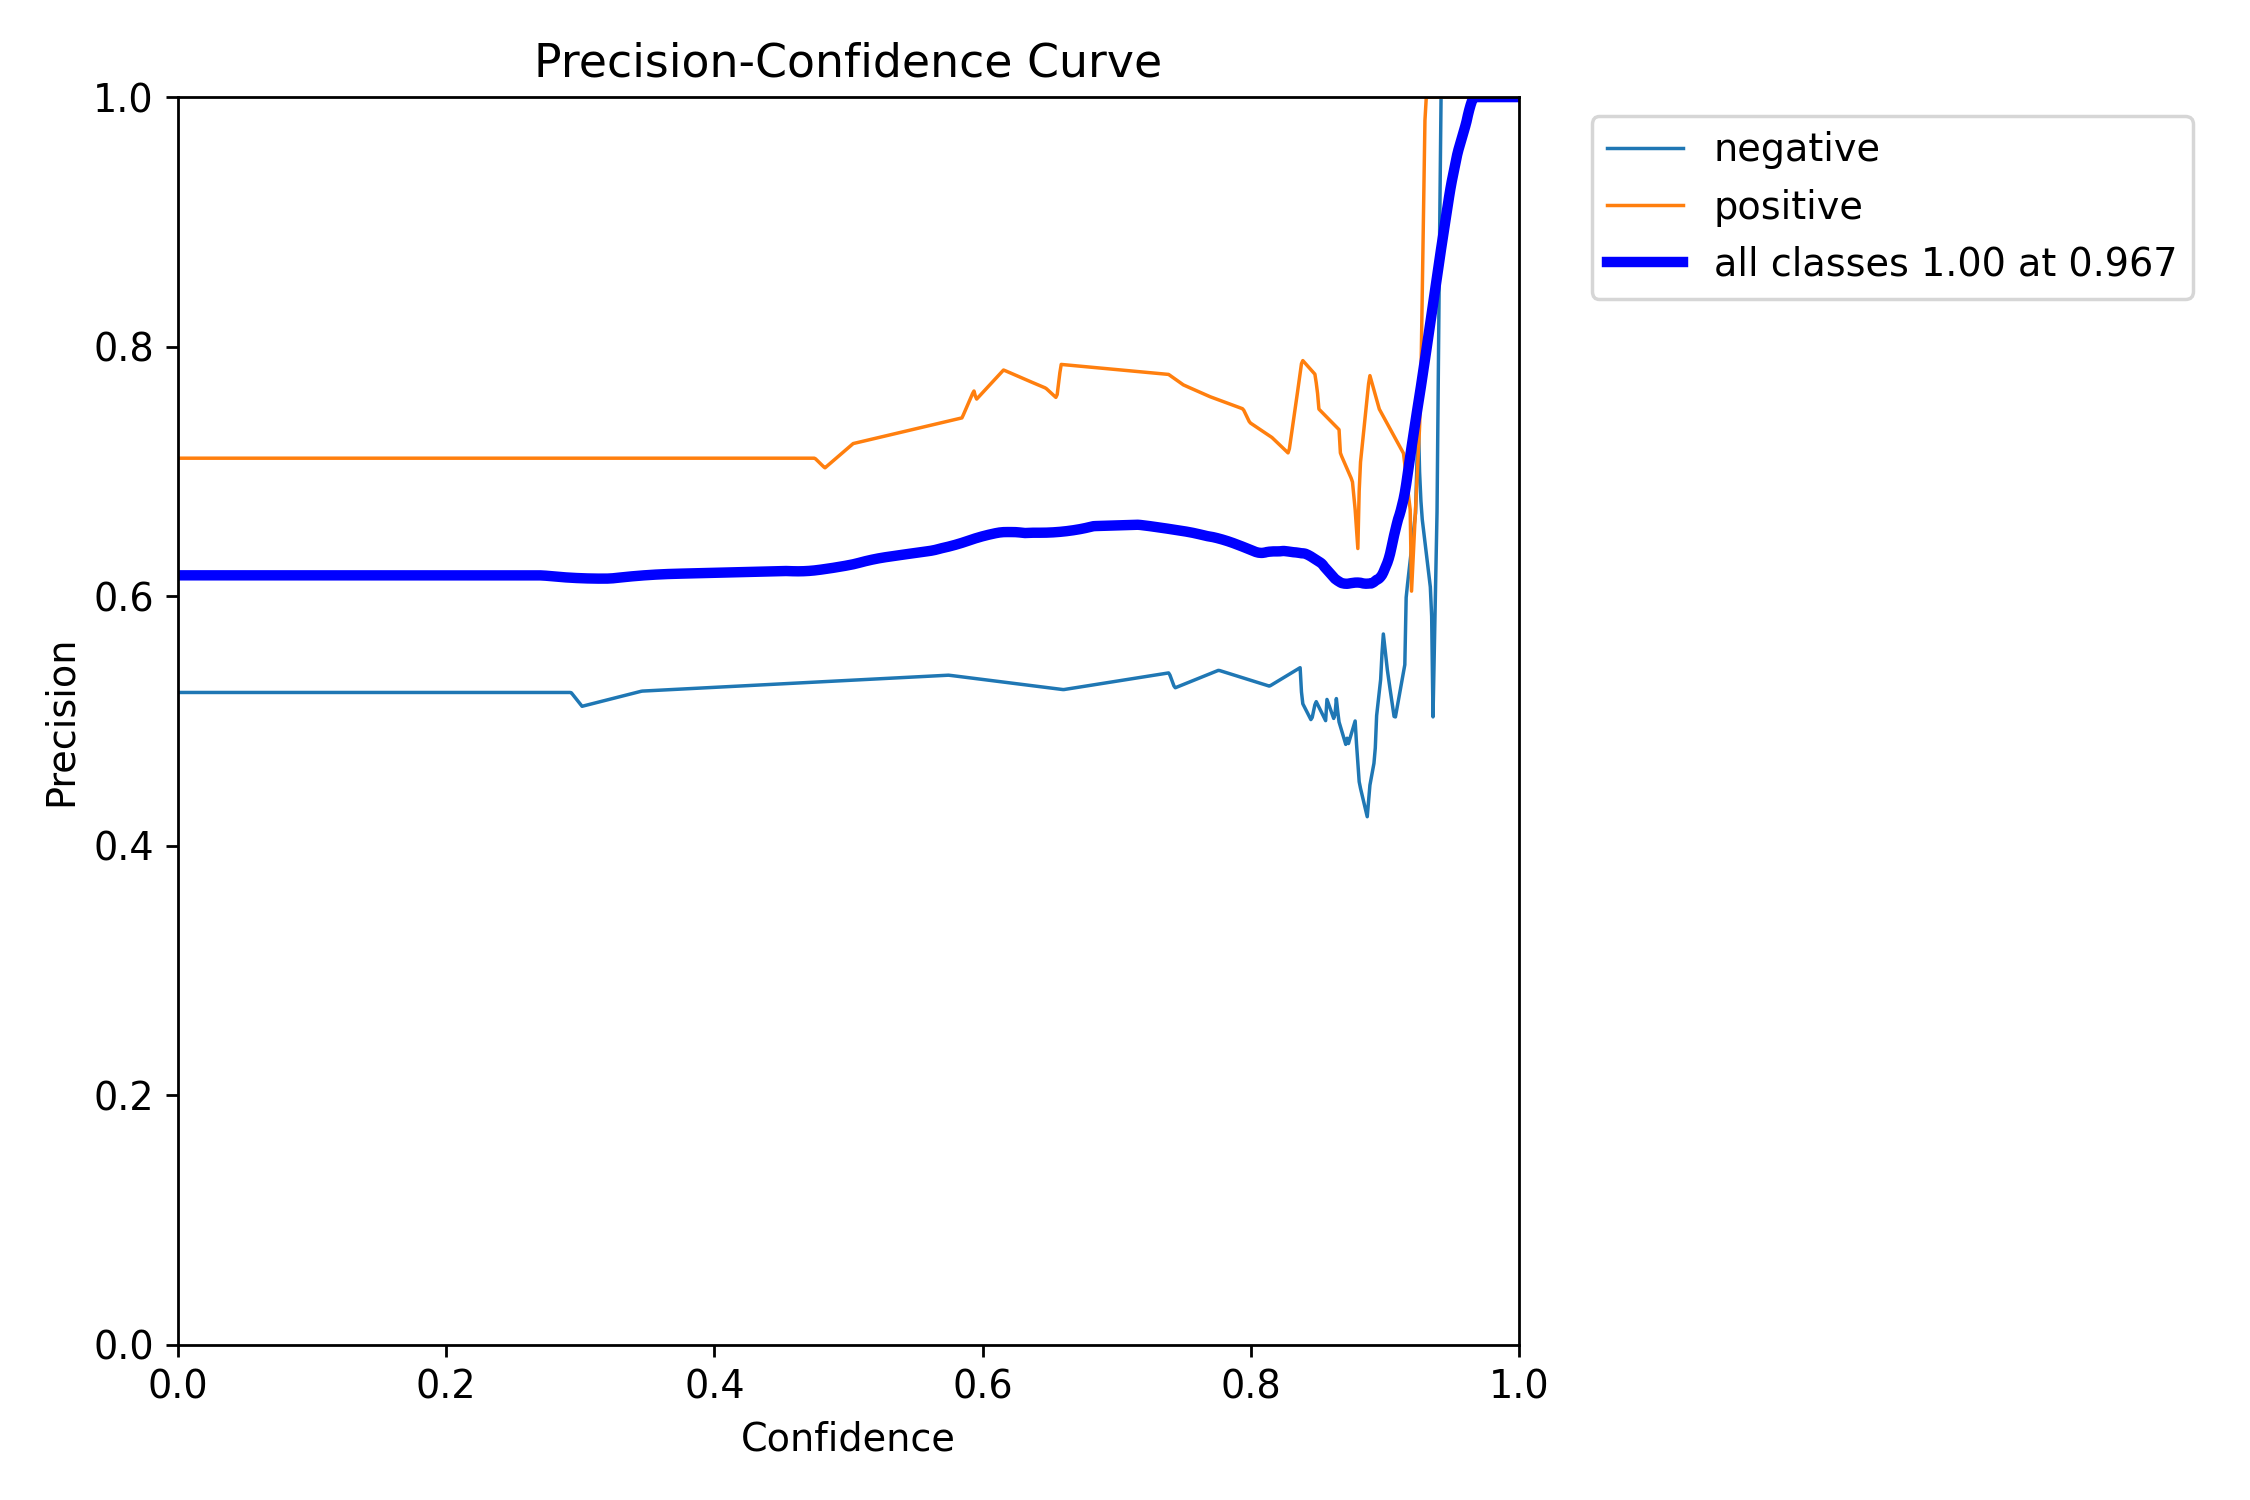 Precision-Confidence Curve
1.0
0.8
0.6
0.4
0.2
0.0
Precision
0.0 0.2 0.4 0.6 0.8 1.0
Confidence
negative
positive
all classes 1.00 at 0.967